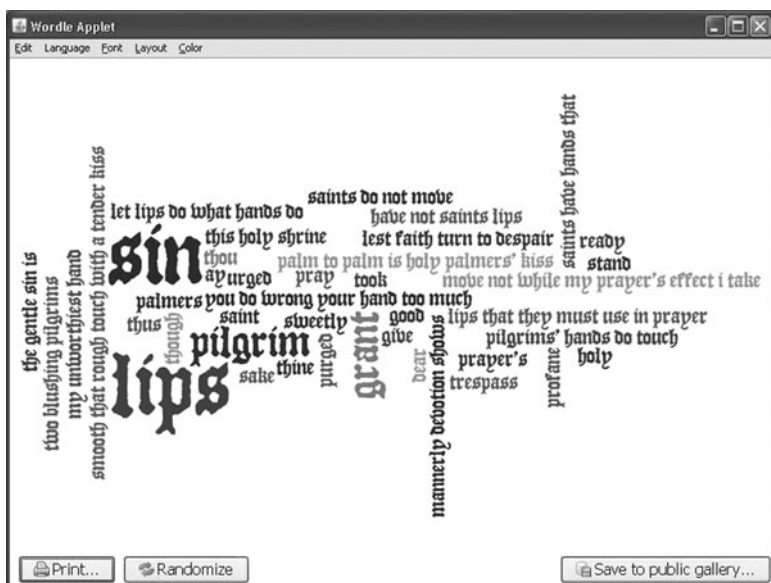 Wordle Applet
Edit Language Font Layout Color
saints have hands that
smooth that rough touch with a tender kiss
saints do not move
let lips do what hands do
have not saints lips
sin
this holy shrine
lest faith turn to despair
ready
thou
palm to palm is holy palmers' kiss
stand
the gentle sin is
two blushing pilgrims
my unworthiest hand
ay
urged
pray
took
move not while my prayer's effect i take
palmers
you do wrong your hand too much
thus
though
saint
sweetly
grant
good
lips that they must use in prayer
pilgrim
purged
give
pilgrims' hands do touch
mannerly devotion shows
dear
prayer's
profane
holy
lips
sake
thine
trespass
Print...
Randomize
Save to public gallery...